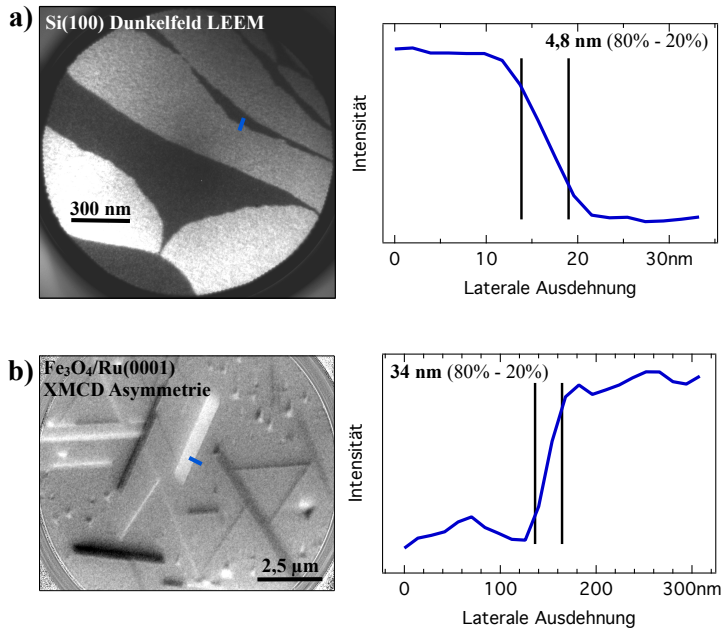 a)
Si(100) Dunkelfeld LEEM
300 nm
4,8 nm (80% - 20%)
Intensität
0 10 20 30nm
Laterale Ausdehnung
b)
Fe₃O₄/Ru(0001)
XMCD Asymmetrie
2,5 µm
34 nm (80% - 20%)
Intensität
0 100 200 300nm
Laterale Ausdehnung